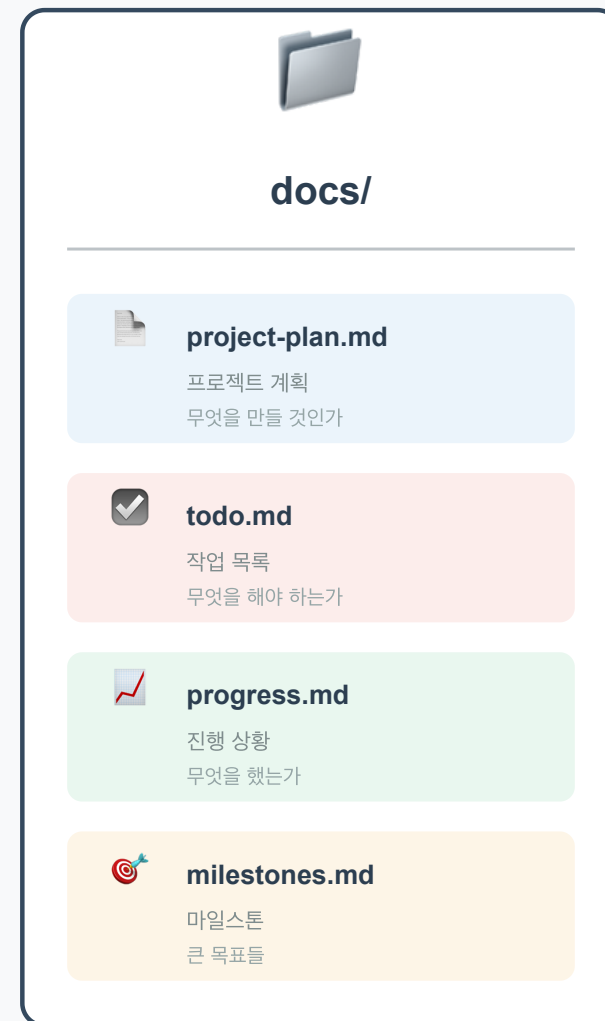 docs/
project-plan.md
프로젝트 계획
무엇을 만들 것인가
todo.md
작업 목록
무엇을 해야 하는가
progress.md
진행 상황
무엇을 했는가
milestones.md
마일스톤
큰 목표들